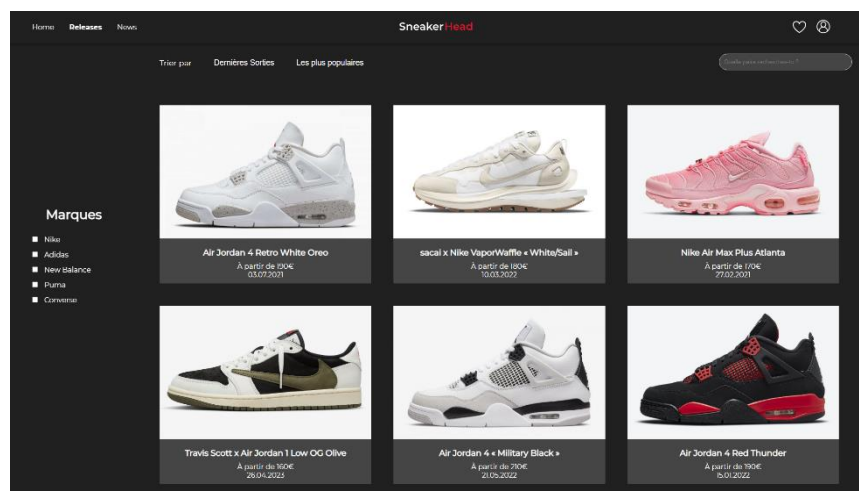 Home Releases News SneakerHead
Trier par Dernières Sorties Les plus populaires
Marques
Nike
Adidas
New Balance
Puma
Converse
Air Jordan 4 Retro White Oreo
À partir de 190€
03.07.2021
sacai x Nike VaporWaffle « White/Sail »
À partir de 180€
10.03.2022
Nike Air Max Plus Atlanta
À partir de 170€
27.02.2021
Travis Scott x Air Jordan 1 Low OG Olive
À partir de 160€
26.04.2023
Air Jordan 4 « Military Black »
À partir de 210€
21.05.2022
Air Jordan 4 Red Thunder
À partir de 190€
15.01.2022